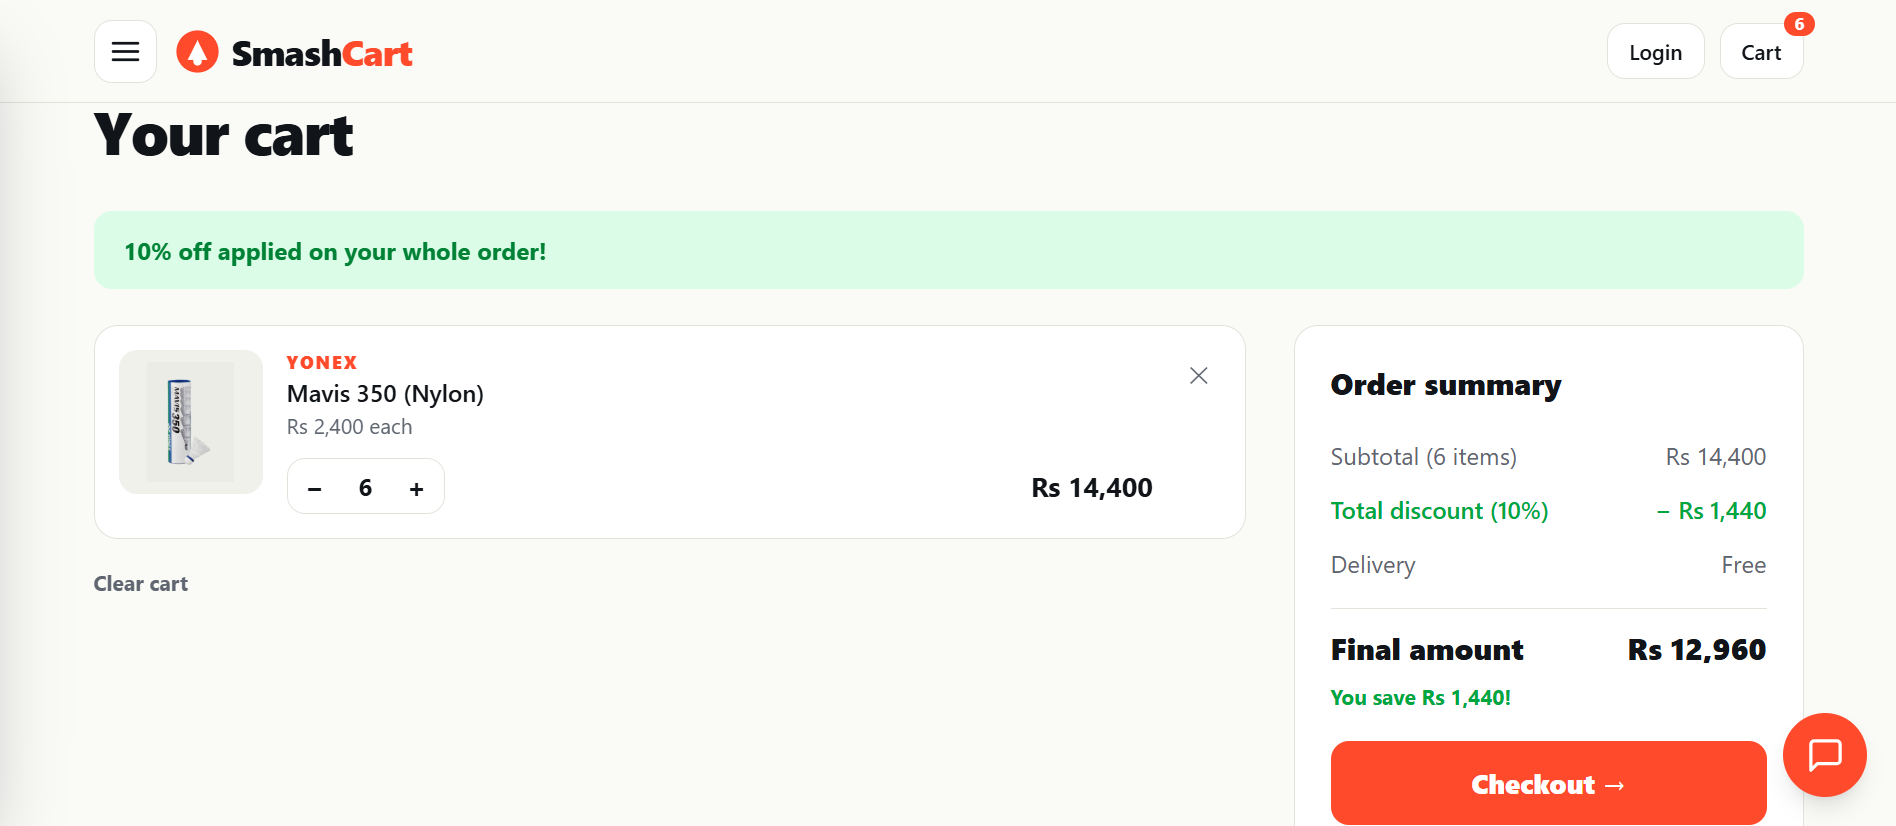 SmashCart
Login
Cart
6
Your cart
10% off applied on your whole order!
YONEX
Mavis 350 (Nylon)
Rs 2,400 each
− 6 +
Rs 14,400
MAVIS 350
Clear cart
Order summary
Subtotal (6 items) Rs 14,400
Total discount (10%) − Rs 1,440
Delivery Free
Final amount Rs 12,960
You save Rs 1,440!
Checkout →